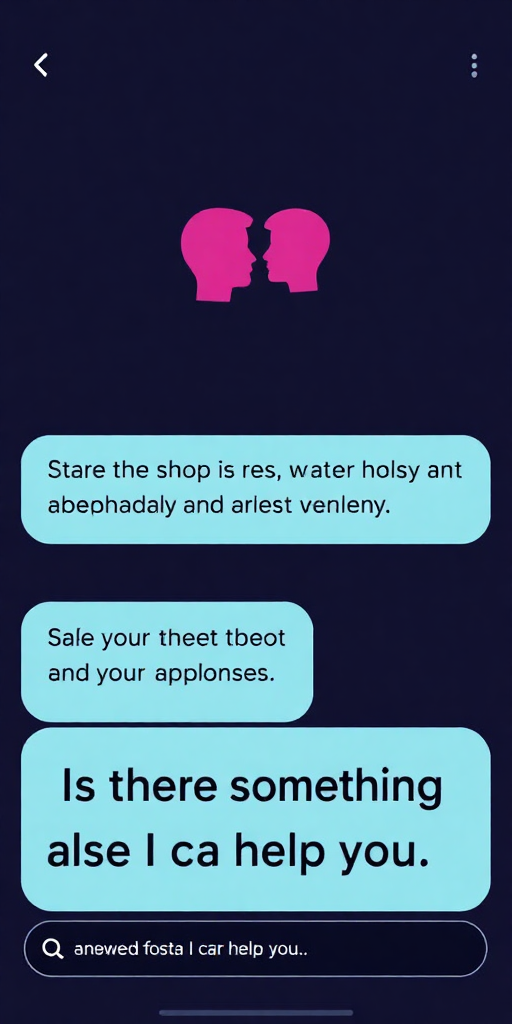 Stare the shop is res, water holsy ant
abephadaly and arlest venleny.
Safe your theet tbeot
and your applonses.
Is there something
alse I ca help you.
anewed fosta I car help you..